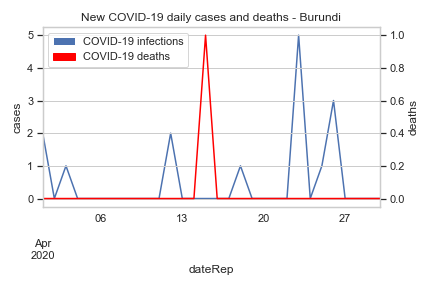 New COVID-19 daily cases and deaths - Burundi
COVID-19 infections
COVID-19 deaths
5
4
3
2
1
0
cases
1.0
0.8
0.6
0.4
0.2
0.0
deaths
06
13
20
27
Apr
2020
dateRep